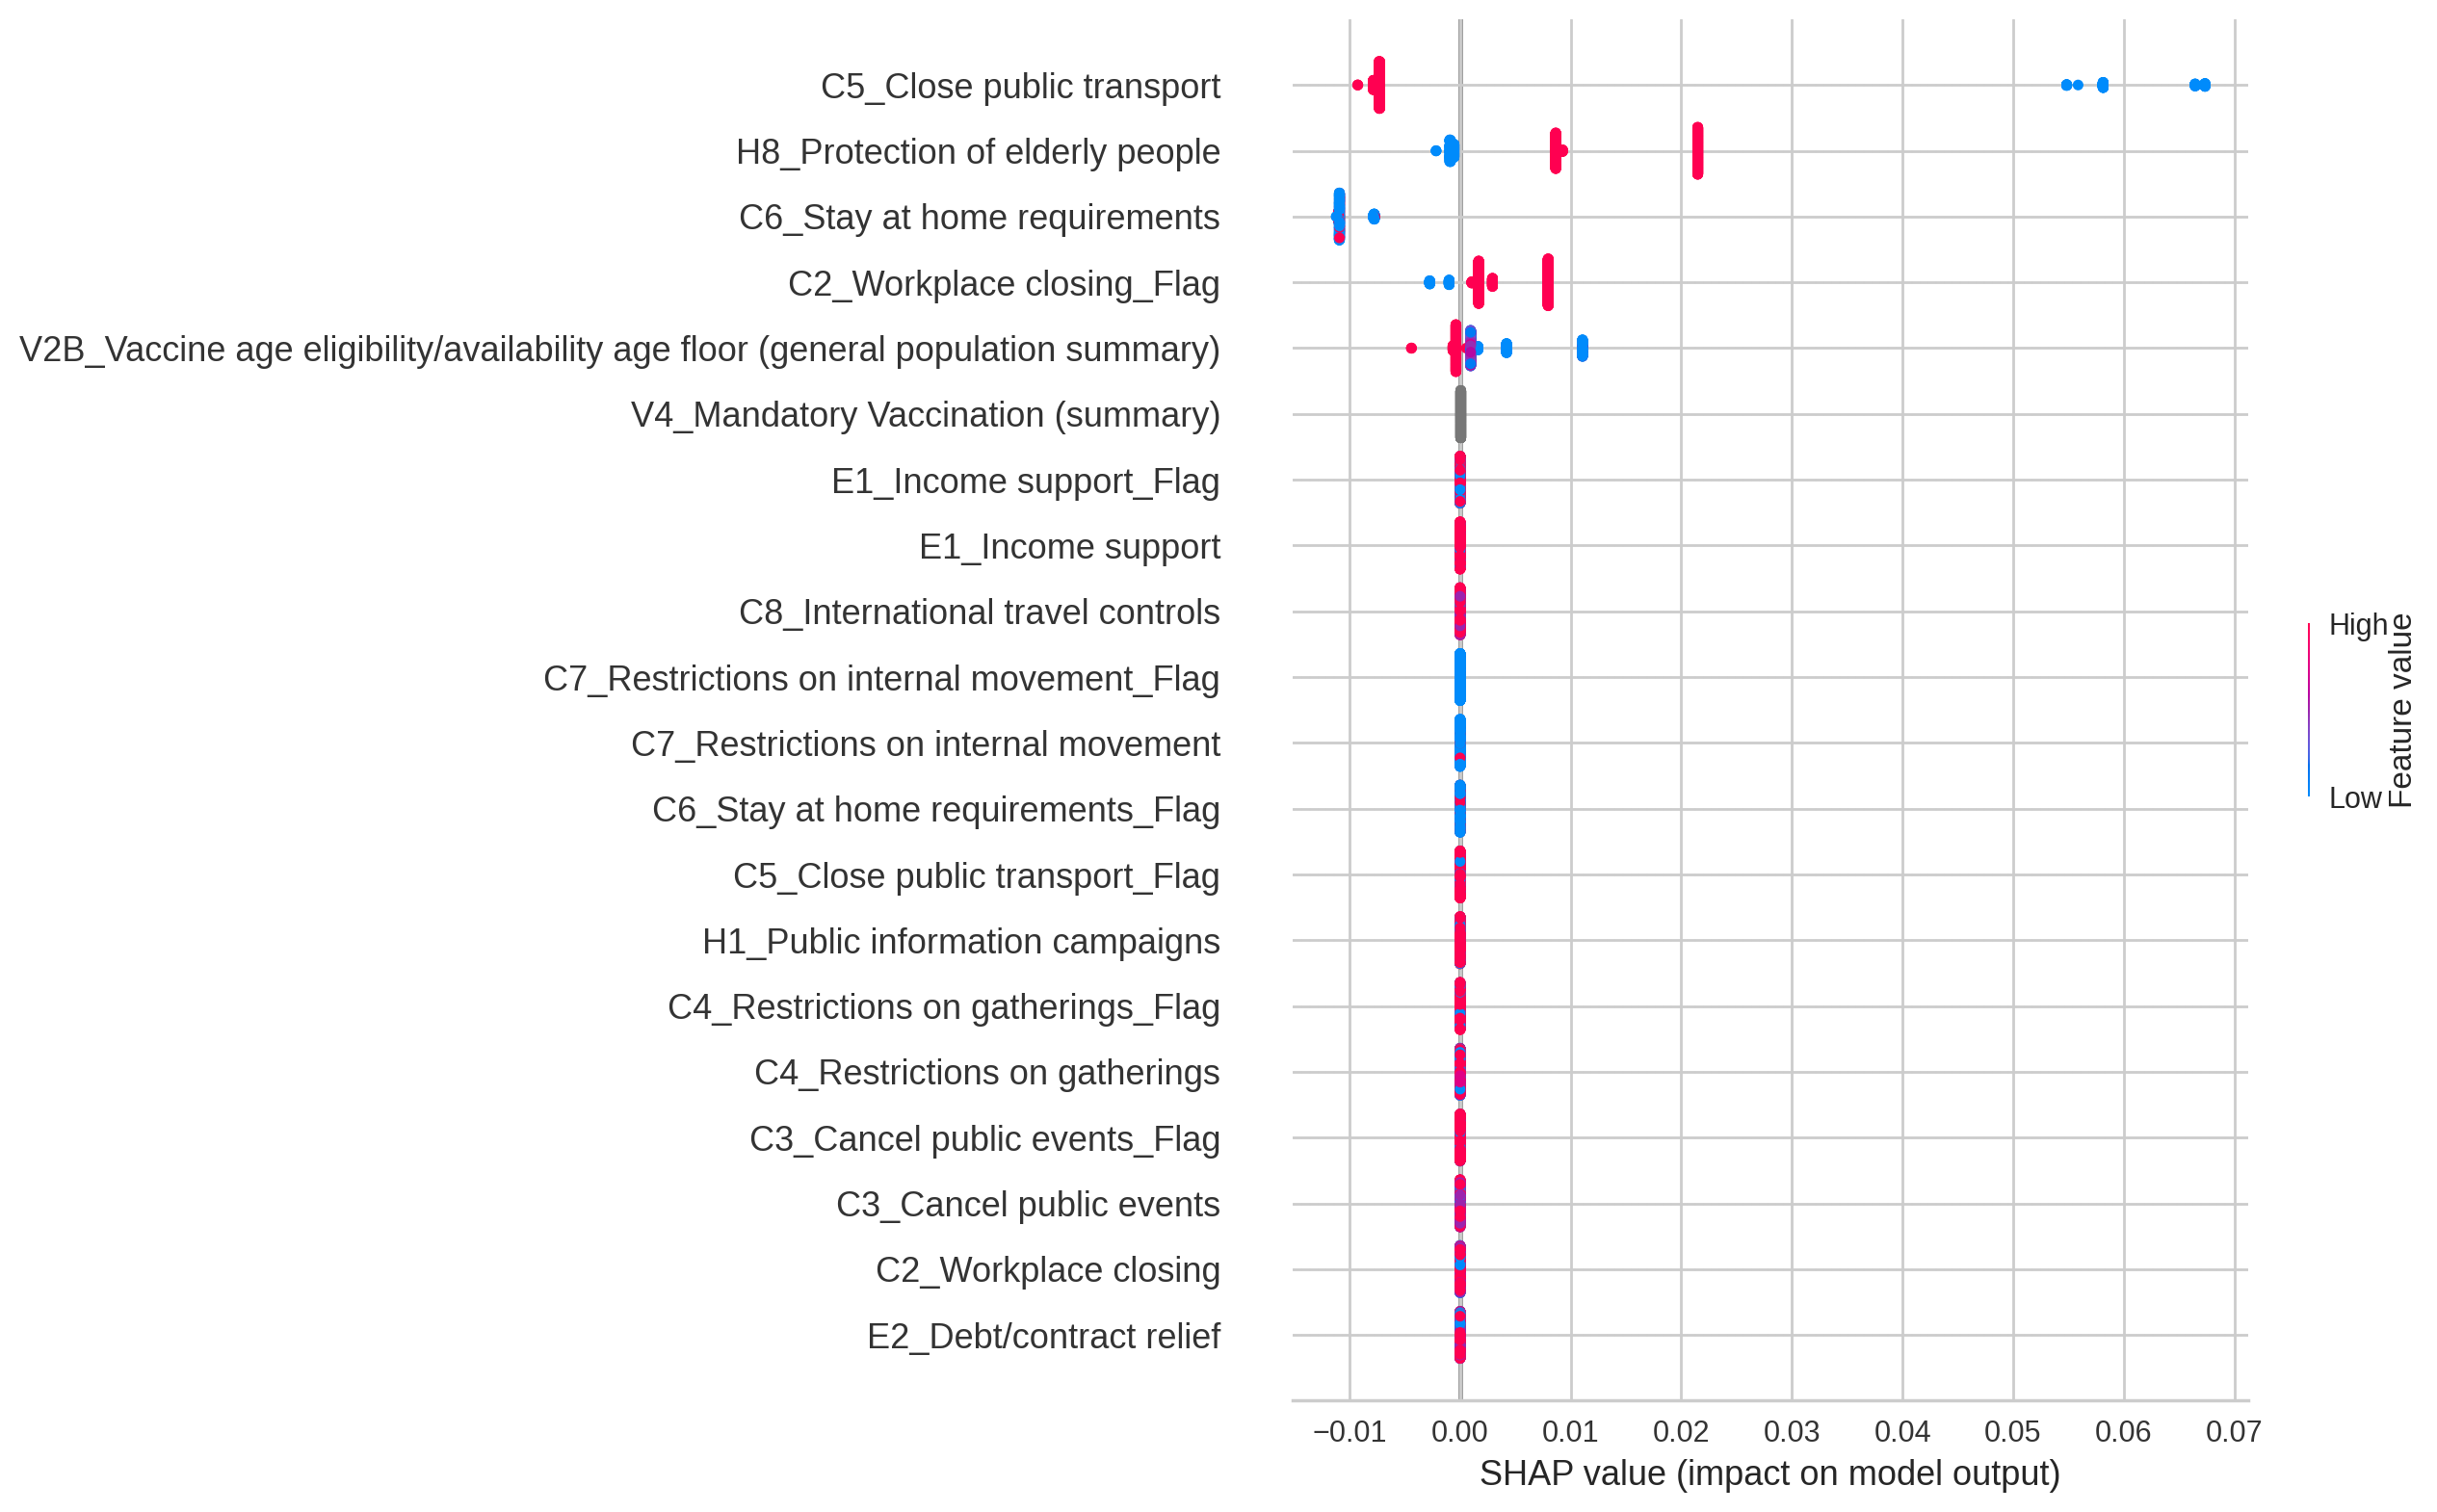 C5_Close public transport
H8_Protection of elderly people
C6_Stay at home requirements
C2_Workplace closing_Flag
V2B_Vaccine age eligibility/availability age floor (general population summary)
V4_Mandatory Vaccination (summary)
E1_Income support_Flag
E1_Income support
C8_International travel controls
C7_Restrictions on internal movement_Flag
C7_Restrictions on internal movement
C6_Stay at home requirements_Flag
C5_Close public transport_Flag
H1_Public information campaigns
C4_Restrictions on gatherings_Flag
C4_Restrictions on gatherings
C3_Cancel public events_Flag
C3_Cancel public events
C2_Workplace closing
E2_Debt/contract relief
−0.01 0.00 0.01 0.02 0.03 0.04 0.05 0.06 0.07
SHAP value (impact on model output)
High
Low
Feature value